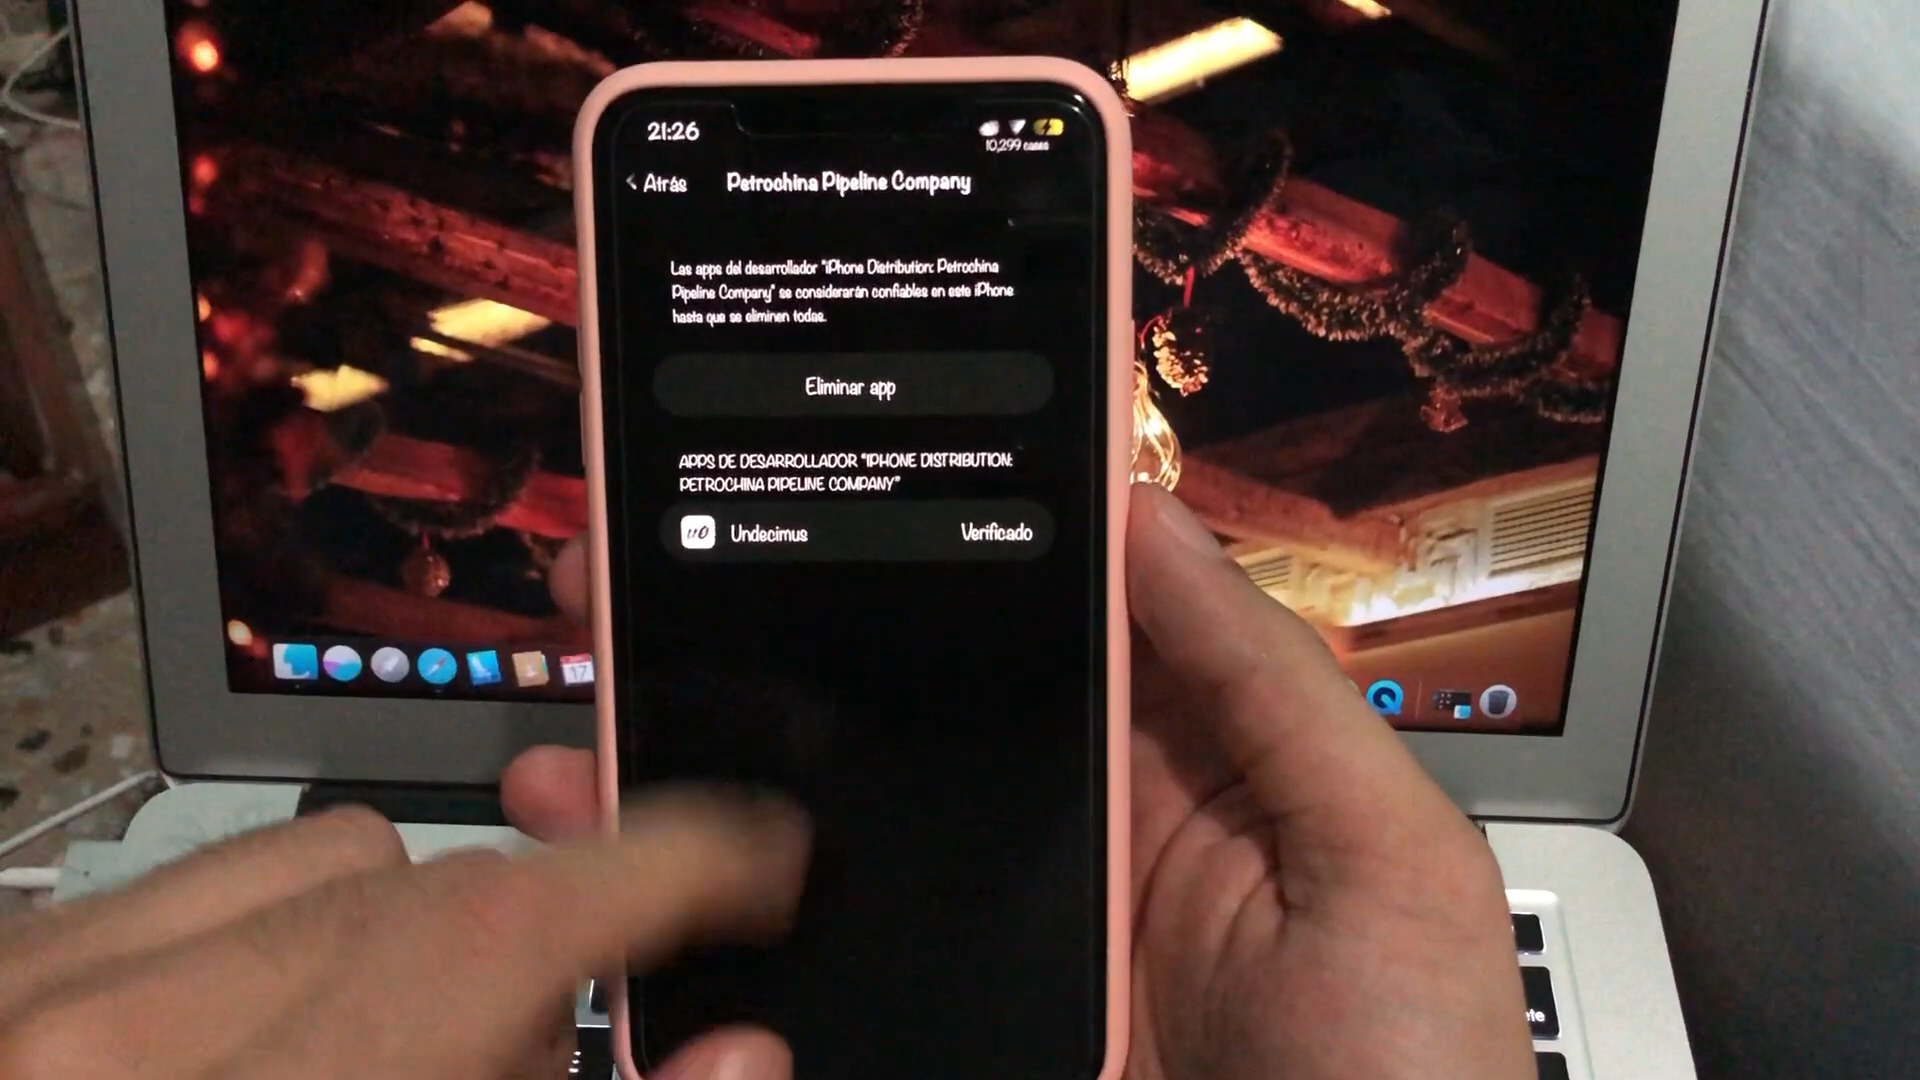 21:26
10,299 cases
Atrás
Petrochina Pipeline Company
Las apps del desarrollador "iPhone Distribution: Petrochina
Pipeline Company" se considerarán confiables en este iPhone
hasta que se eliminen todas.
Eliminar app
APPS DE DESARROLLADOR "IPHONE DISTRIBUTION:
PETROCHINA PIPELINE COMPANY"
u0 Undecimus Verificado
17